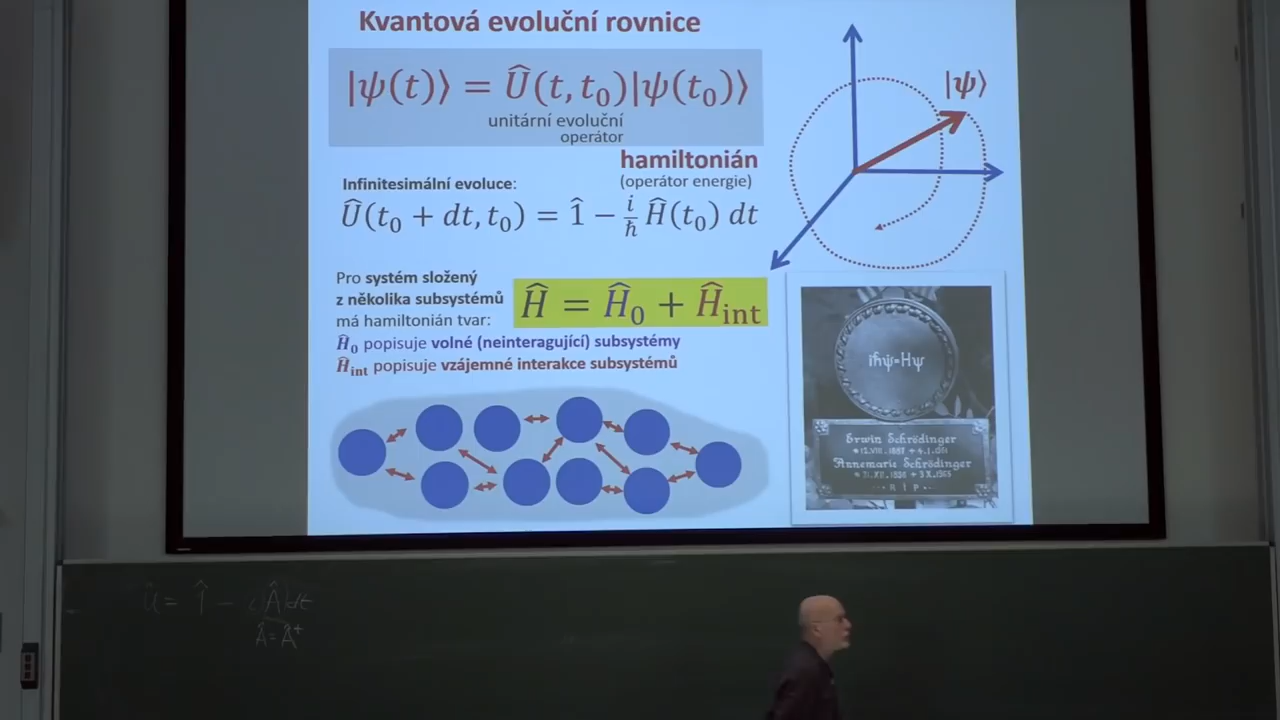 Kvantová evoluční rovnice
|ψ(t)⟩ = Û(t, t₀)|ψ(t₀)⟩
unitární evoluční
operátor
|ψ⟩
hamiltonián
(operátor energie)
Infinitesimální evoluce:
Û(t₀ + dt, t₀) = 1̂ − i/ħ Ĥ(t₀) dt
Pro systém složený
z několika subsystémů
má hamiltonián tvar:
Ĥ = Ĥ₀ + Ĥint
Ĥ₀ popisuje volné (neinteragující) subsystémy
Ĥint popisuje vzájemné interakce subsystémů
iħψ̇=Hψ
Erwin Schrödinger
Annemarie Schrödinger
R I P
Û = 1̂ − i Â dt
Â = Â⁺